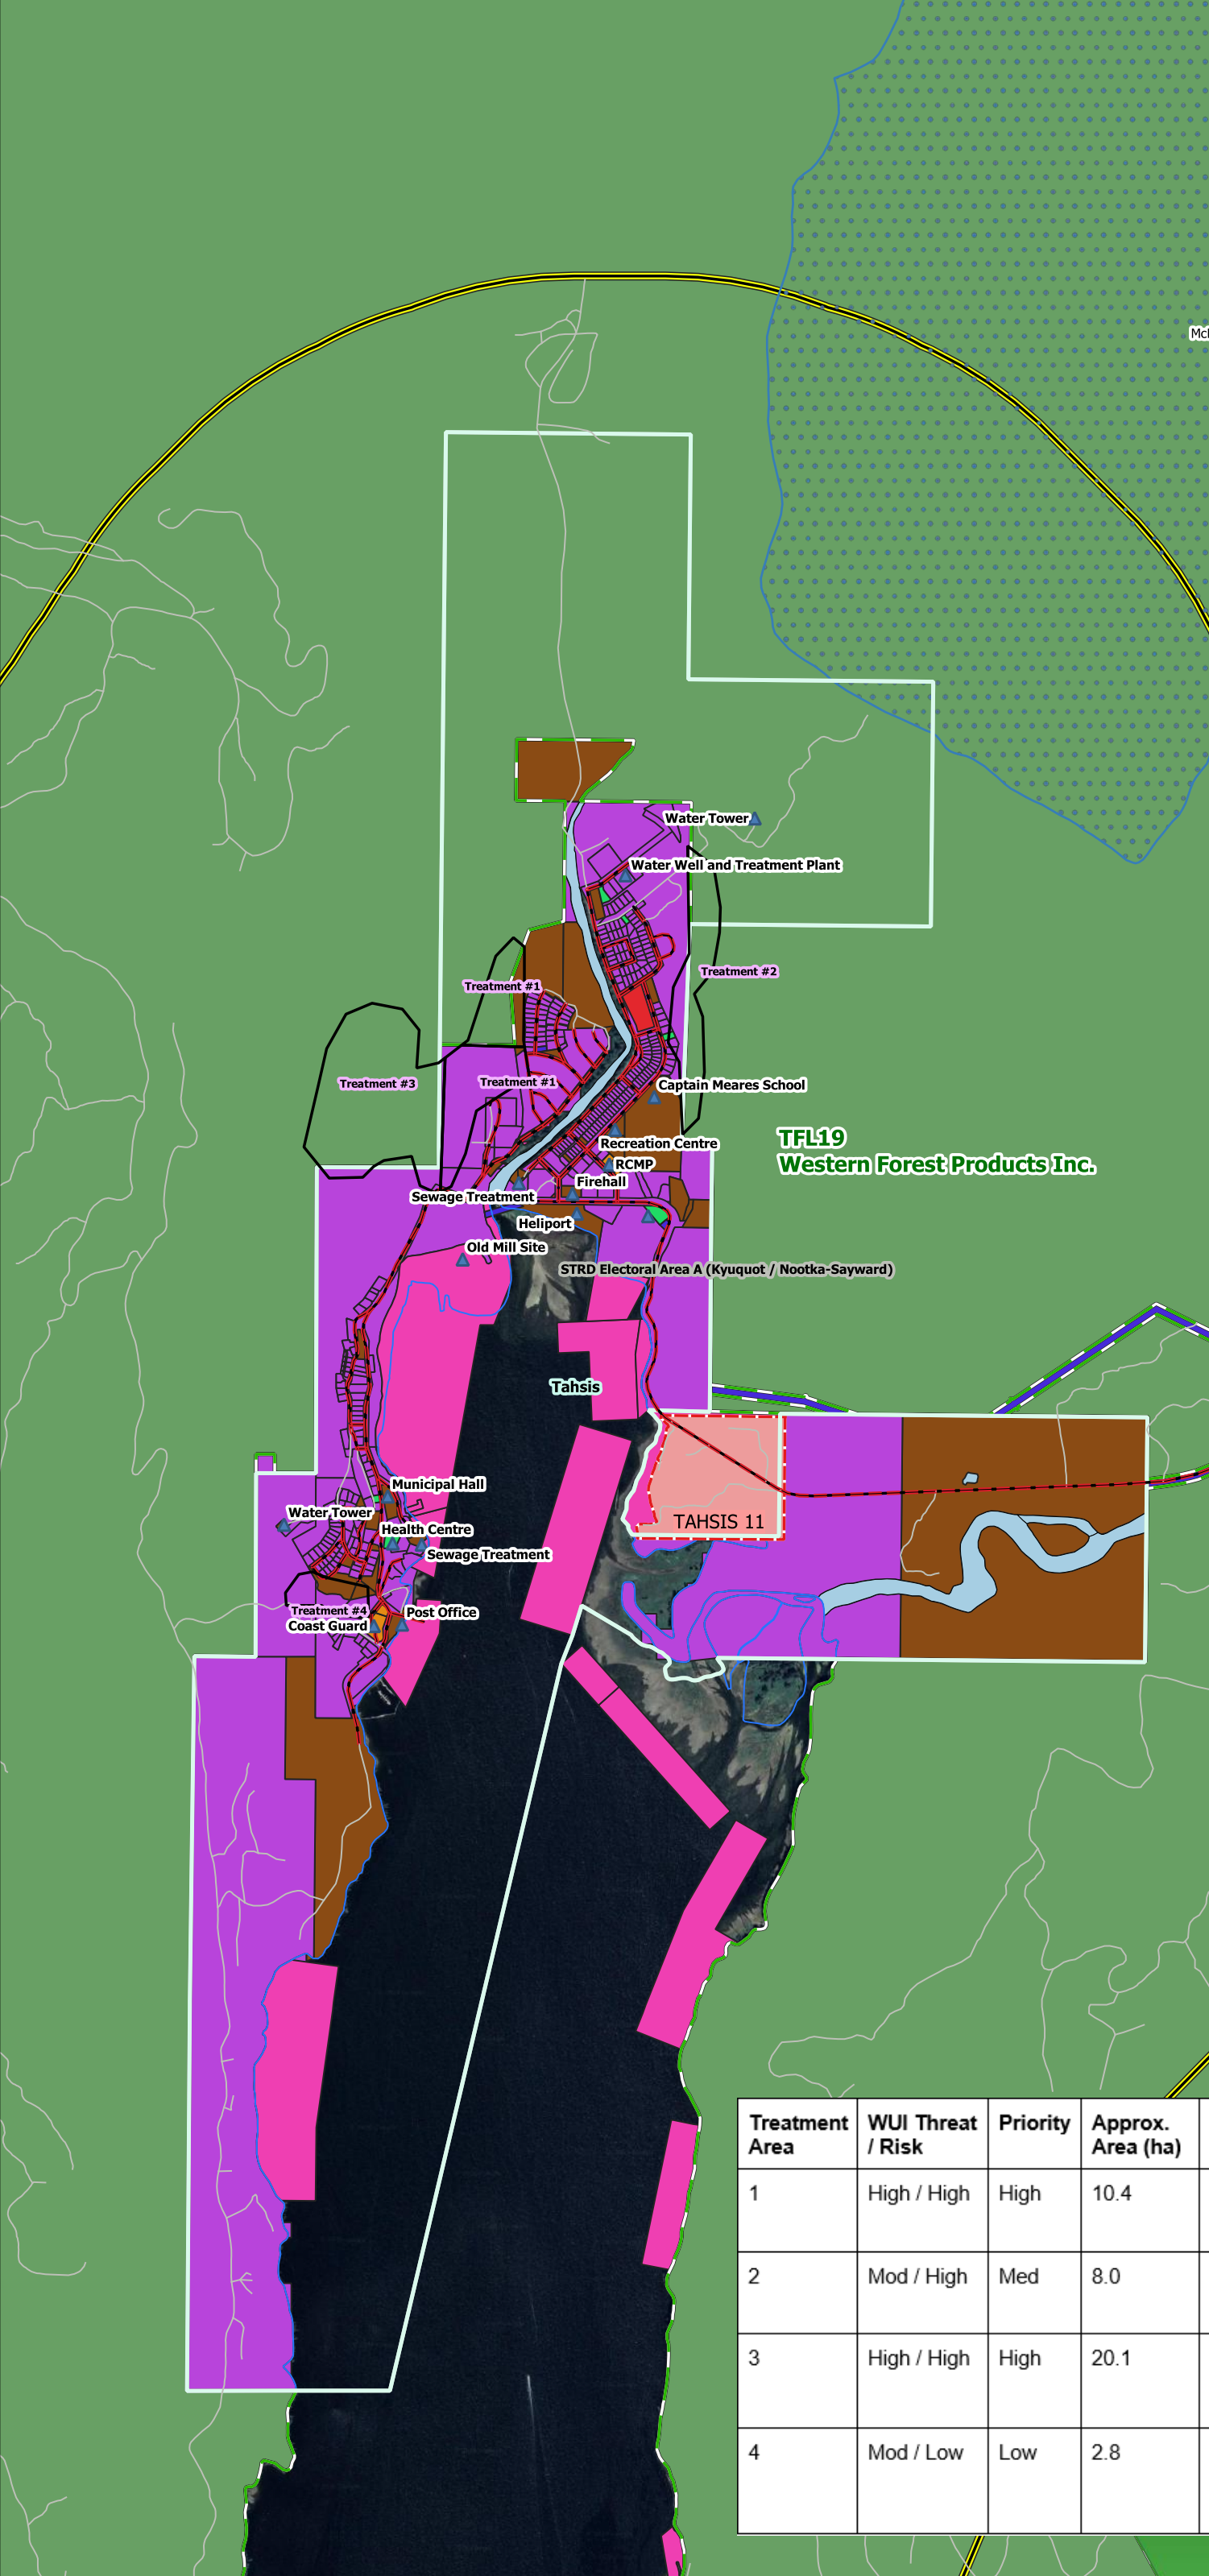 Water Tower
Water Well and Treatment Plant
Treatment #2
Treatment #1
Treatment #3
Treatment #1
Captain Meares School
TFL19
Western Forest Products Inc.
Recreation Centre
RCMP
Firehall
Sewage Treatment
Heliport
Old Mill Site
STRD Electoral Area A (Kyuquot / Nootka-Sayward)
Tahsis
Municipal Hall
Water Tower
TAHSIS 11
Health Centre
Sewage Treatment
Treatment #4
Post Office
Coast Guard
Treatment Area
WUI Threat / Risk
Priority
Approx. Area (ha)
1 High / High High 10.4
2 Mod / High Med 8.0
3 High / High High 20.1
4 Mod / Low Low 2.8